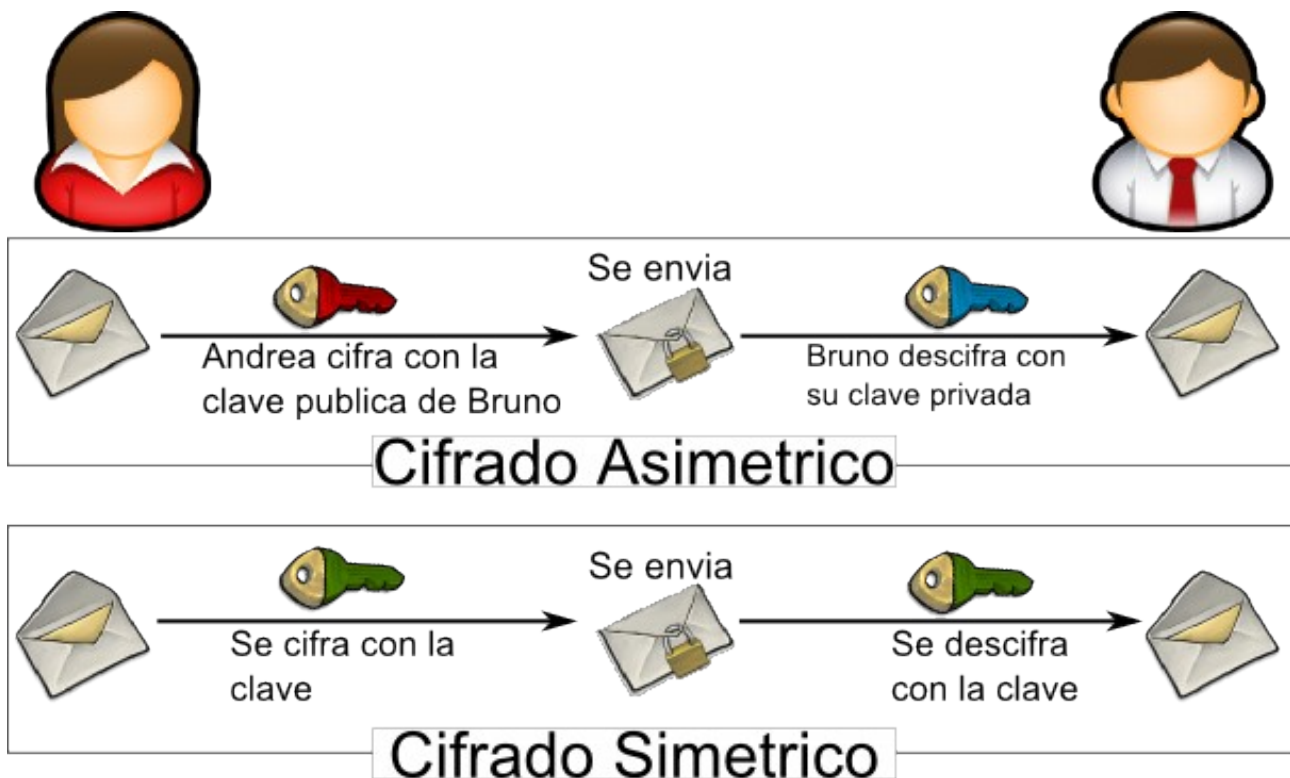 Se envia
Andrea cifra con la
clave publica de Bruno
Bruno descifra con
su clave privada
Cifrado Asimetrico
Se envia
Se cifra con la
clave
Se descifra
con la clave
Cifrado Simetrico